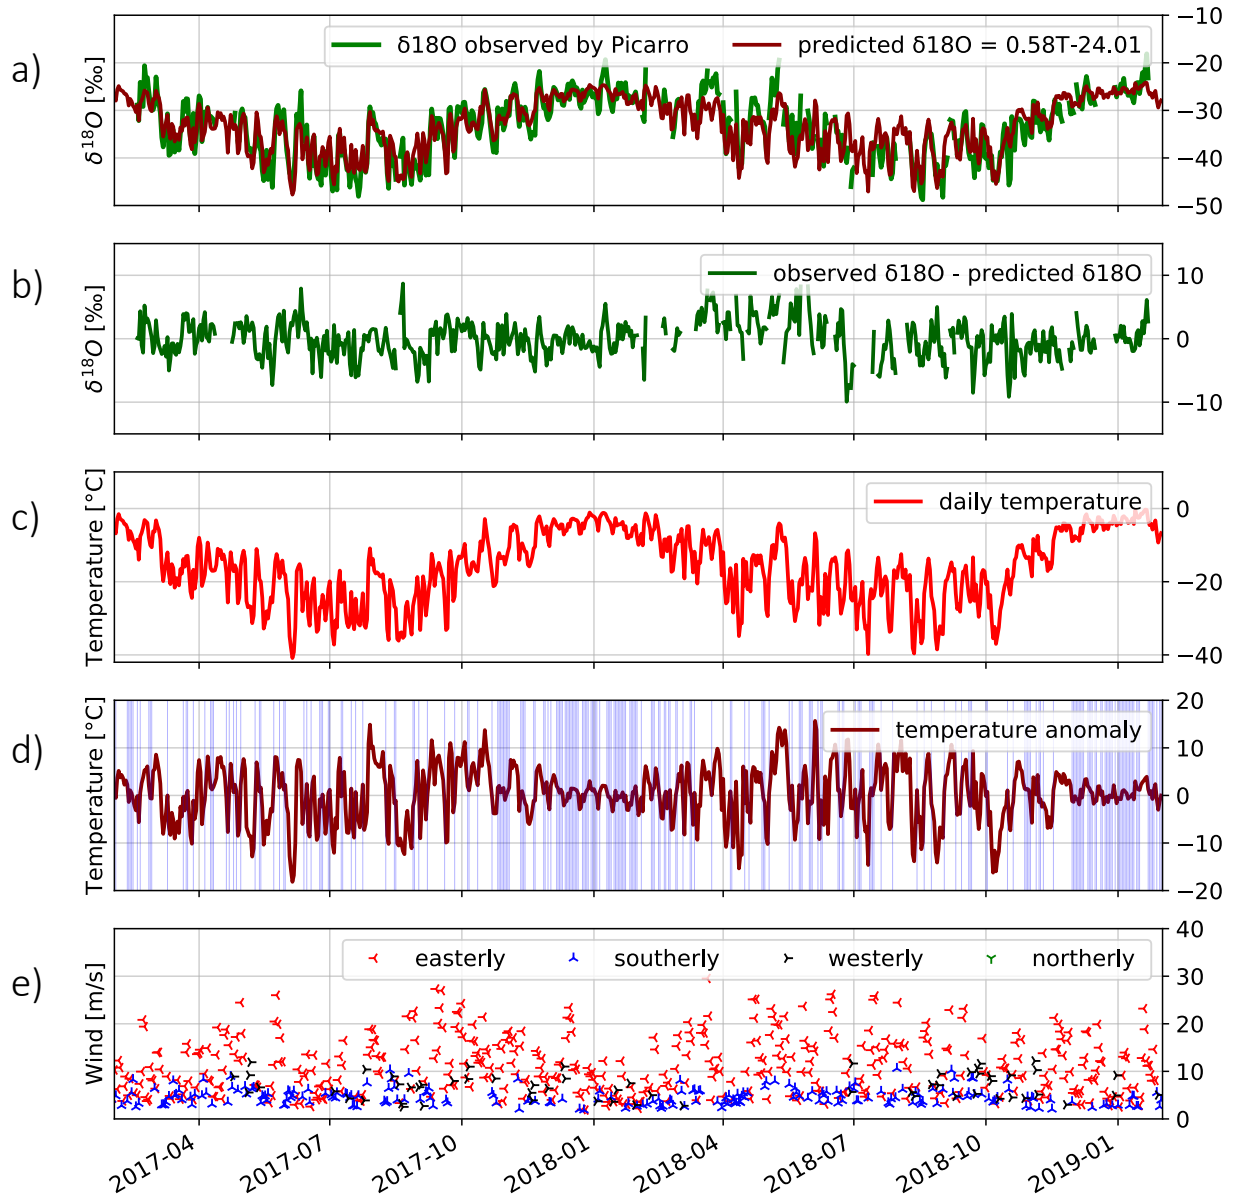 a)
δ18O observed by Picarro
predicted δ18O = 0.58T-24.01
δ¹⁸O [‰]
−10
−20
−30
−40
−50
b)
observed δ18O - predicted δ18O
δ¹⁸O [‰]
10
0
−10
c)
daily temperature
Temperature [°C]
0
−20
−40
d)
temperature anomaly
Temperature [°C]
20
10
0
−10
−20
e)
easterly
southerly
westerly
northerly
Wind [m/s]
40
30
20
10
0
2017-04
2017-07
2017-10
2018-01
2018-04
2018-07
2018-10
2019-01